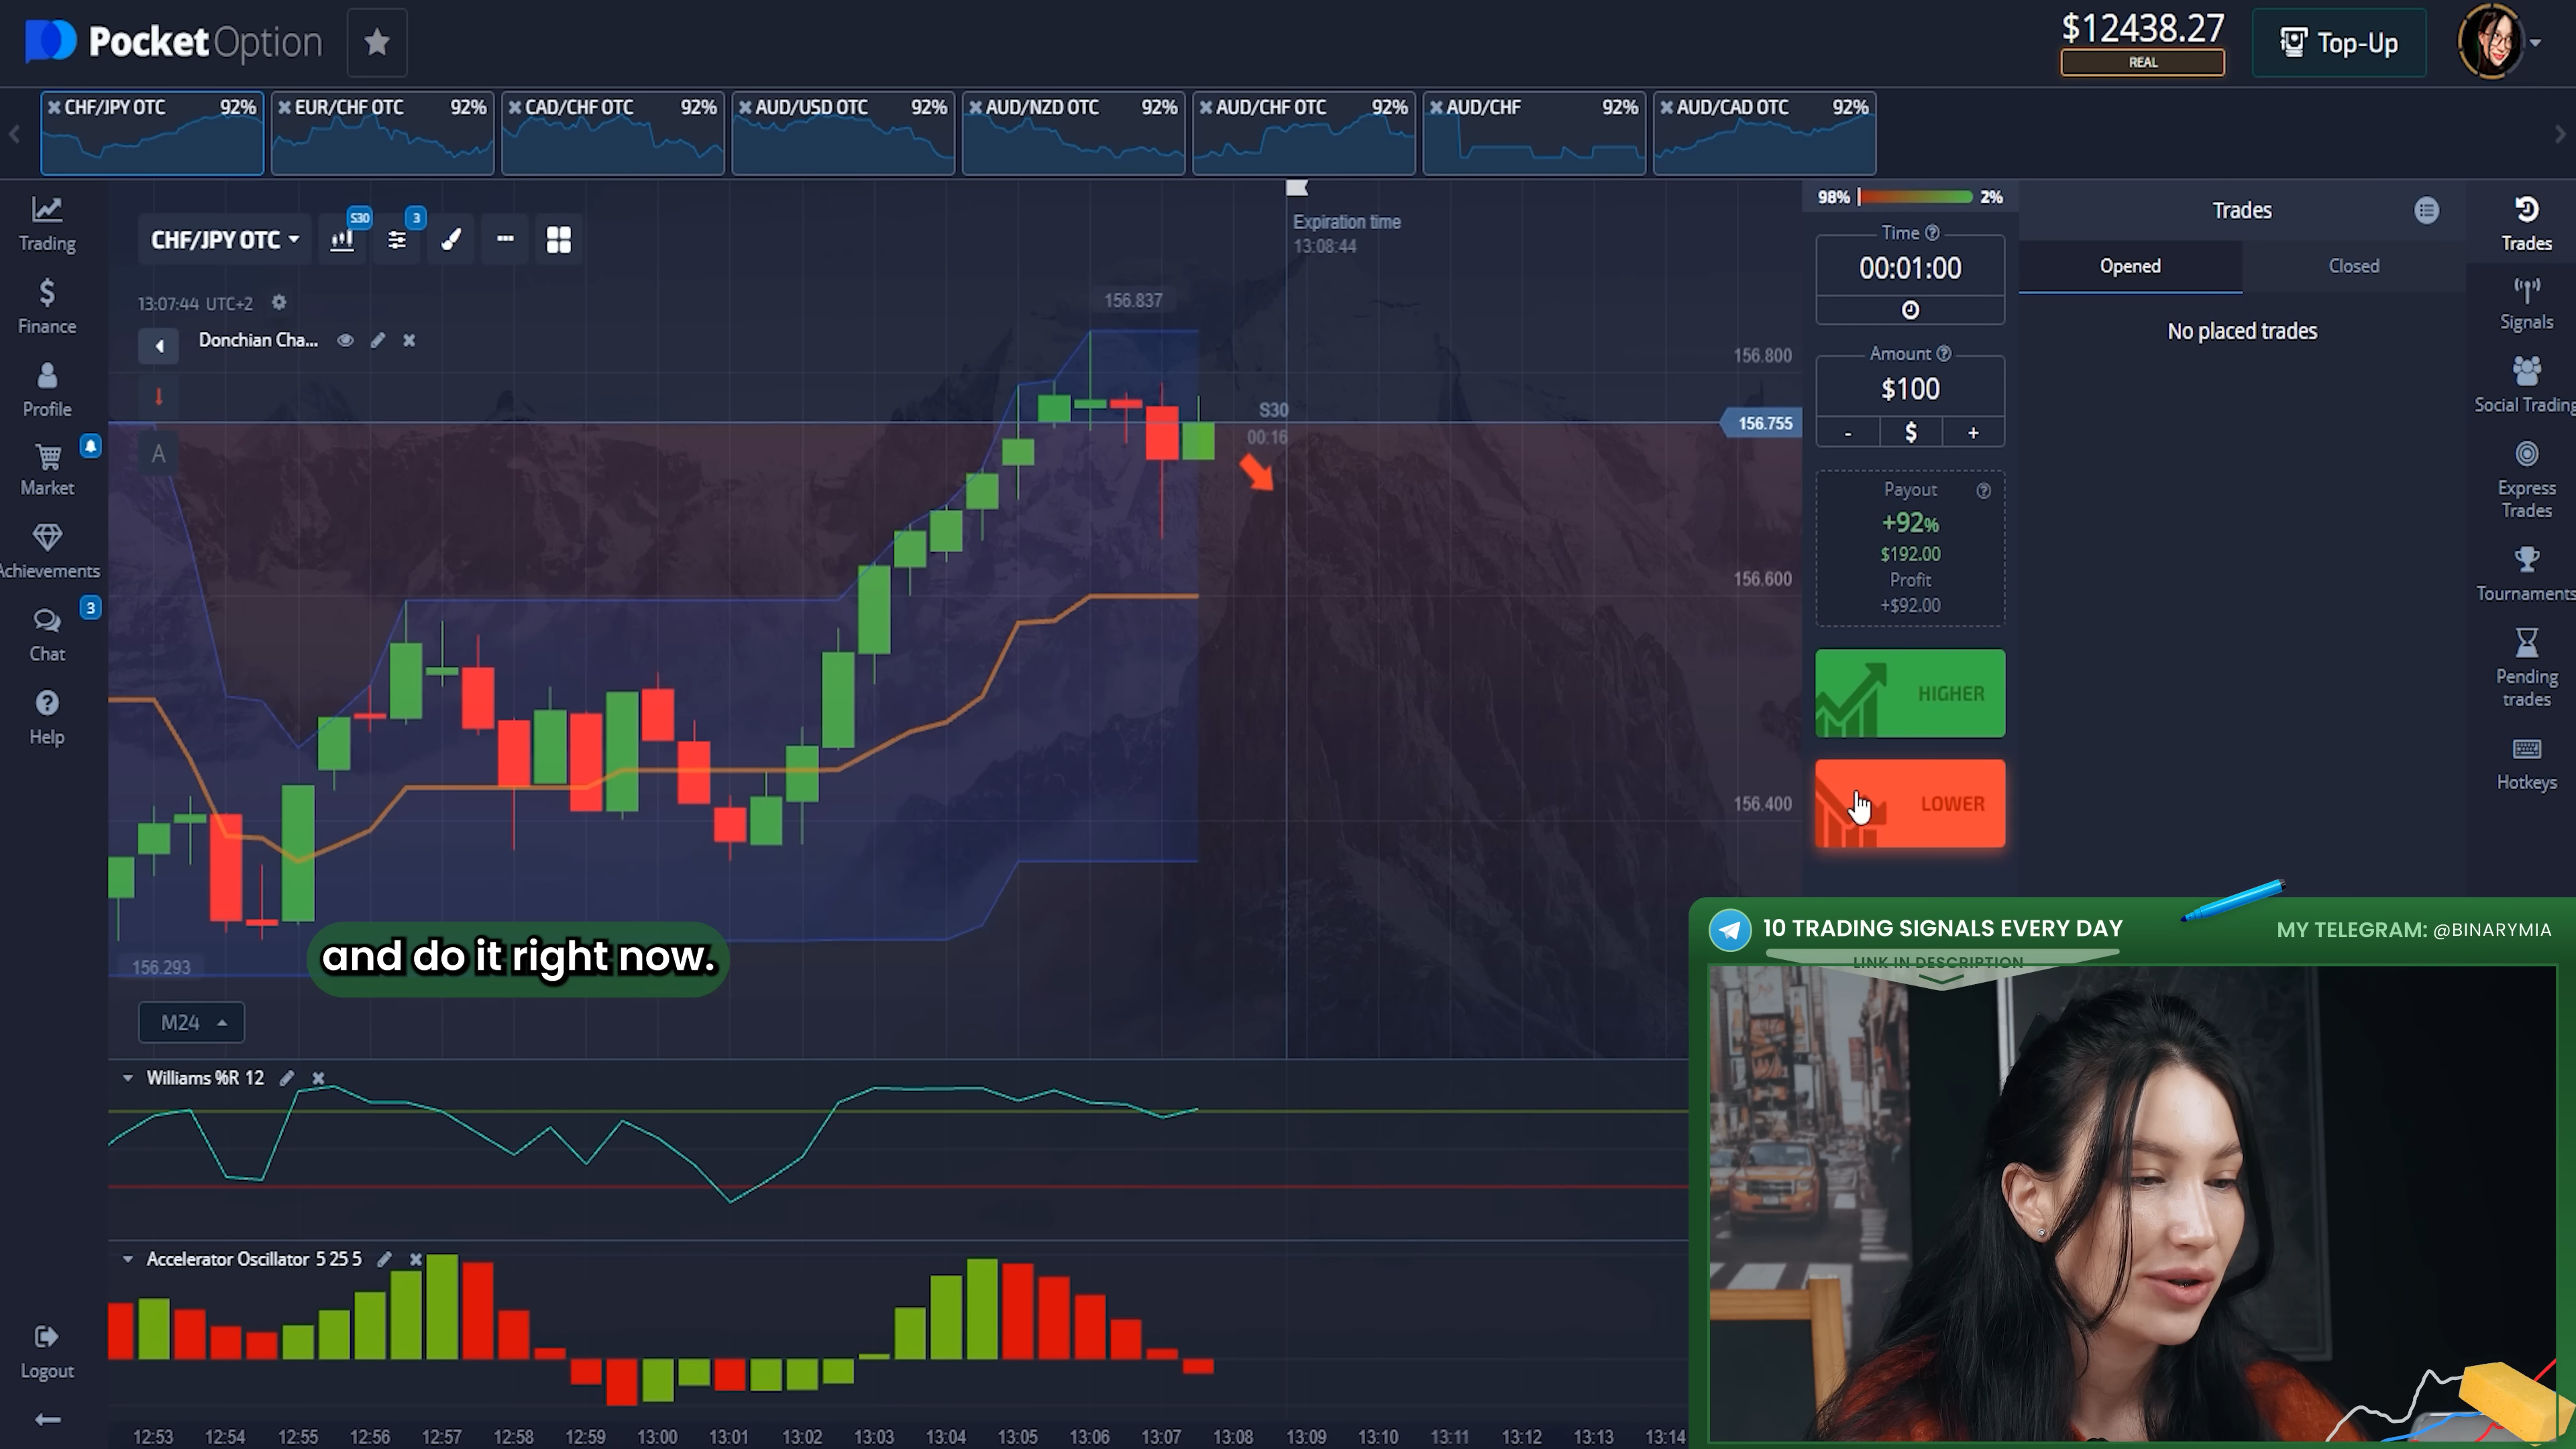 Pocket Option
$12438.27
REAL
Top-Up
CHF/JPY OTC 92%
EUR/CHF OTC 92%
CAD/CHF OTC 92%
AUD/USD OTC 92%
AUD/NZD OTC 92%
AUD/CHF OTC 92%
AUD/CHF 92%
AUD/CAD OTC 92%
Trading
Finance
Profile
Market
Achievements
3
Chat
Help
Logout
CHF/JPY OTC
S30
3
13:07:44 UTC+2
Donchian Cha...
A
Expiration time
13:08:44
156.837
156.800
S30
00:16
156.755
156.600
156.400
156.293
and do it right now.
M24
Williams %R 12
Accelerator Oscillator 5 25 5
12:53 12:54 12:55 12:56 12:57 12:58 12:59 13:00 13:01 13:02 13:03 13:04 13:05 13:06 13:07 13:08 13:09 13:10 13:11 13:12 13:13 13:14
98% 2%
Time
00:01:00
Amount
$100
- $ +
Payout
+92%
$192.00
Profit
+$92.00
HIGHER
LOWER
Trades
Opened Closed
No placed trades
Trades
Signals
Social Trading
Express
Trades
Tournaments
Pending
trades
Hotkeys
10 TRADING SIGNALS EVERY DAY
MY TELEGRAM: @BINARYMIA
LINK IN DESCRIPTION